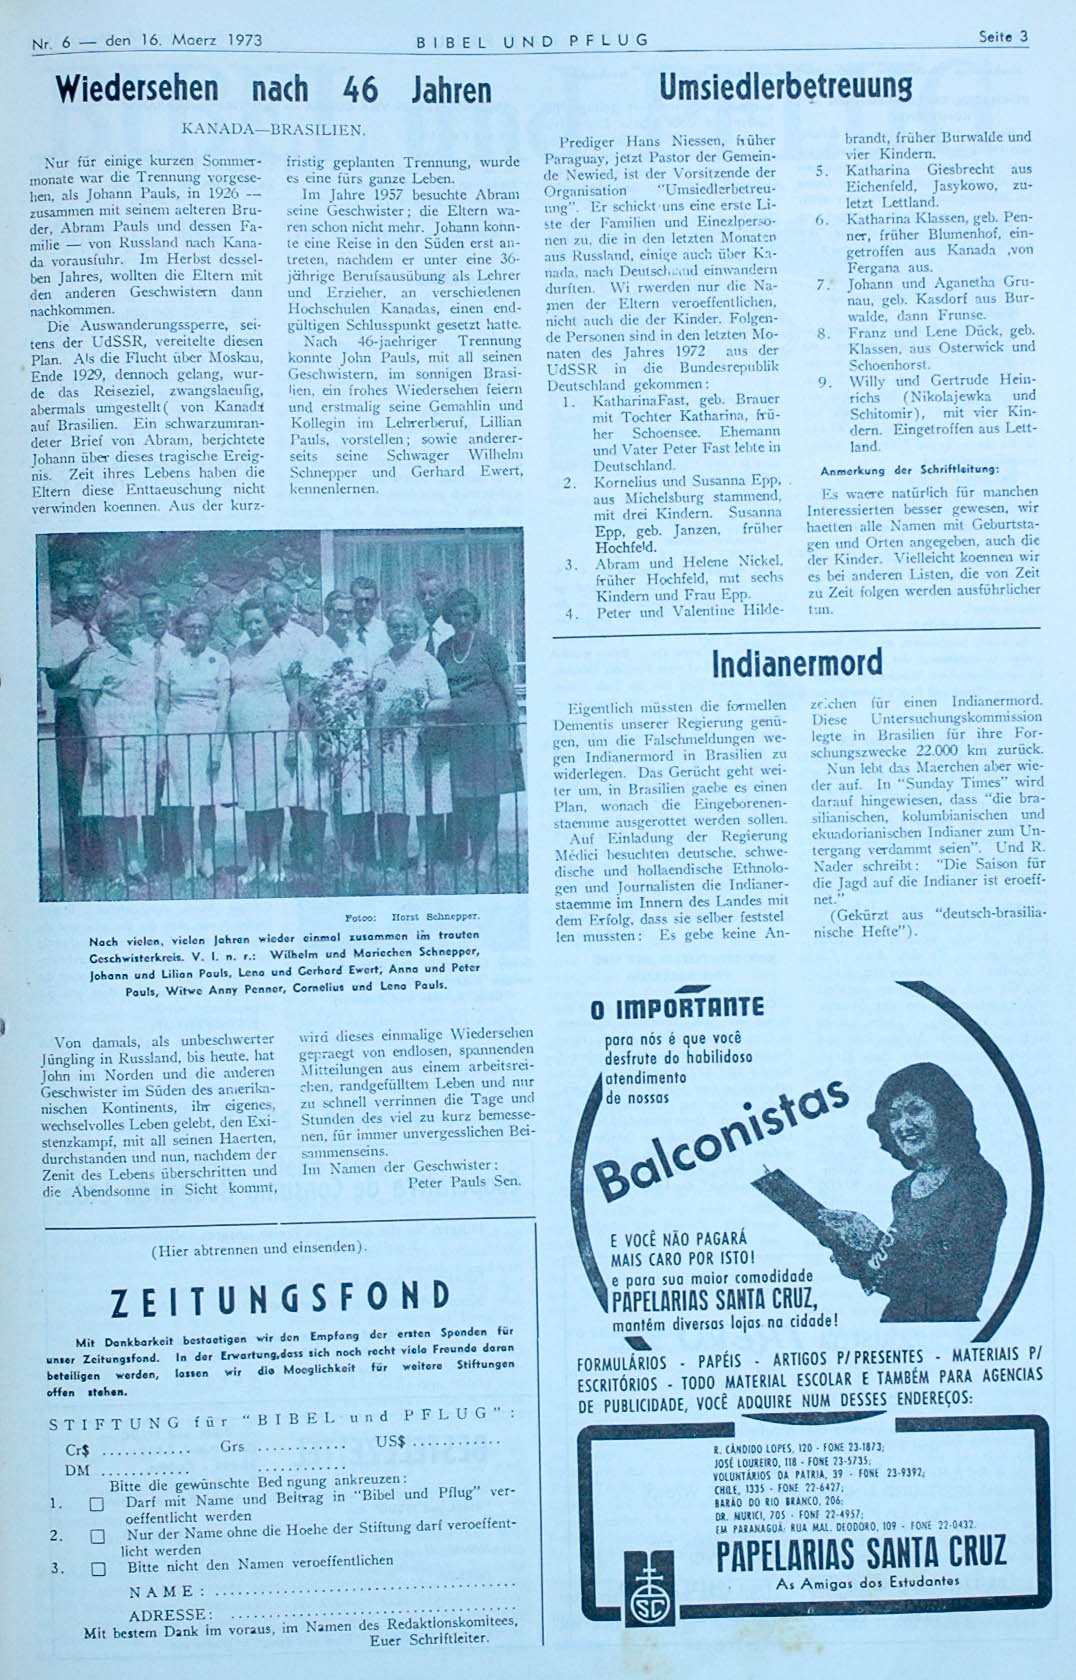 Nr. 6 — den 16. Maerz 1973
BIBEL UND PFLUG
Seite 3
Wiedersehen nach 46 Jahren
KANADA—BRASILIEN.
Nur für einige kurzen Sommer-
monate war die Trennung vorgese-
hen, als Johann Pauls, in 1926 —
zusammen mit seinem aelteren Bru-
der, Abram Pauls und dessen Fa-
milie — von Russland nach Kana-
da vorausfuhr. Im Herbst dessel-
ben Jahres, wollten die Eltern mit
den anderen Geschwistern dann
nachkommen.
Die Auswanderungssperre, sei-
tens der UdSSR, vereitelte diesen
Plan. Als die Flucht über Moskau,
Ende 1929, dennoch gelang, wur-
de das Reiseziel, zwangslaeufig,
abermals umgestellt( von Kanada
auf Brasilien. Ein schwarzumran-
deter Brief von Abram, berichtete
Johann über dieses tragische Ereig-
nis. Zeit ihres Lebens haben die
Eltern diese Enttaeuschung nicht
verwinden koennen. Aus der kurz-
fristig geplanten Trennung, wurde
es eine fürs ganze Leben.
Im Jahre 1957 besuchte Abram
seine Geschwister; die Eltern wa-
ren schon nicht mehr. Johann konn-
te eine Reise in den Süden erst an-
treten, nachdem er unter eine 36-
jährige Berufsausübung als Lehrer
und Erzieher, an verschiedenen
Hochschulen Kanadas, einen end-
gültigen Schlusspunkt gesetzt hatte.
Nach 46-jaehriger Trennung
konnte John Pauls, mit all seinen
Geschwistern, im sonnigen Brasi-
lien, ein frohes Wiedersehen feiern
und erstmalig seine Gemahlin und
Kollegin im Lehrerberuf, Lillian
Pauls, vorstellen; sowie anderer-
seits seine Schwager Wilhelm
Schnepper und Gerhard Ewert,
kennenlernen.
Fotoo: Horst Schnepper.
Nach vielen, vielen Jahren wieder einmal zusammen im trauten
Geschwisterkreis. V. l. n. r.: Wilhelm und Mariechen Schnepper,
Johann und Lilian Pauls, Lena und Gerhard Ewert, Anna und Peter
Pauls, Witwe Anny Penner, Cornelius und Lena Pauls.
Von damals, als unbeschwerter
Jüngling in Russland, bis heute, hat
John im Norden und die anderen
Geschwister im Süden des amerika-
nischen Kontinents, ihr eigenes,
wechselvolles Leben gelebt, den Exi-
stenzkampf, mit all seinen Haerten,
durchstanden und nun, nachdem der
Zenit des Lebens überschritten und
die Abendsonne in Sicht kommt,
wird dieses einmalige Wiedersehen
gepraegt von endlosen, spannenden
Mitteilungen aus einem arbeitsrei-
chen, randgefülltem Leben und nur
zu schnell verrinnen die Tage und
Stunden des viel zu kurz bemesse-
nen, für immer unvergesslichen Bei-
sammenseins.
Im Namen der Geschwister:
Peter Pauls Sen.
(Hier abtrennen und einsenden).
ZEITUNGSFOND
Mit Dankbarkeit bestaetigen wir den Empfang der ersten Spenden für
unser Zeitungsfond. In der Erwartung,dass sich noch recht viele Freunde daran
beteiligen werden, lassen wir die Moeglichkeit für weitere Stiftungen
offen stehen.
STIFTUNG für "BIBEL und PFLUG":
Cr$ ............ Grs ............ US$ ............
DM ............ ............
Bitte die gewünschte Bed ngung ankreuzen:
1. Darf mit Name und Beitrag in "Bibel und Pflug" ver-
oeffentlicht werden
2. Nur der Name ohne die Hoehe der Stiftung darf veroeffent-
licht werden
3. Bitte nicht den Namen veroeffentlichen
NAME: ........................................
ADRESSE: ......................................
Mit bestem Dank im voraus, im Namen des Redaktionskomitees,
Euer Schriftleiter.
Umsiedlerbetreuung
Prediger Hans Niessen, früher
Paraguay, jetzt Pastor der Gemein-
de Newied, ist der Vorsitzende der
Organisation "Umsiedlerbetreu-
ung". Er schickt uns eine erste Li-
ste der Familien und Einezlperso-
nen zu, die in den letzten Monaten
aus Russland, einige auch über Ka-
nada, nach Deutschland einwandern
durften. Wi rwerden nur die Na-
men der Eltern veroeffentlichen,
nicht auch die der Kinder. Folgen-
de Personen sind in den letzten Mo-
naten des Jahres 1972 aus der
UdSSR in die Bundesrepublik
Deutschland gekommen:
1. KatharinaFast, geb. Brauer
mit Tochter Katharina, frü-
her Schoensee. Ehemann
und Vater Peter Fast lebte in
Deutschland.
2. Kornelius und Susanna Epp,
aus Michelsburg stammend,
mit drei Kindern. Susanna
Epp, geb. Janzen, früher
Hochfeld.
3. Abram und Helene Nickel,
früher Hochfeld, mit sechs
Kindern und Frau Epp.
4. Peter und Valentine Hilde-
brandt, früher Burwalde und
vier Kindern.
5. Katharina Giesbrecht aus
Eichenfeld, Jasykowo, zu-
letzt Lettland.
6. Katharina Klassen, geb. Pen-
ner, früher Blumenhof, ein-
getroffen aus Kanada ,von
Fergana aus.
7. Johann und Aganetha Gru-
nau, geb. Kasdorf aus Bur-
walde, dann Frunse.
8. Franz und Lene Dück, geb.
Klassen, aus Osterwick und
Schoenhorst.
9. Willy und Gertrude Hein-
richs (Nikolajewka und
Schitomir), mit vier Kin-
dern. Eingetroffen aus Lett-
land.
Anmerkung der Schriftleitung:
Es waere natürlich für manchen
Interessierten besser gewesen, wir
haetten alle Namen mit Geburtsta-
gen und Orten angegeben, auch die
der Kinder. Vielleicht koennen wir
es bei anderen Listen, die von Zeit
zu Zeit folgen werden ausführlicher
tun.
Indianermord
Eigentlich müssten die formellen
Dementis unserer Regierung genü-
gen, um die Falschmeldungen we-
gen Indianermord in Brasilien zu
widerlegen. Das Gerücht geht wei-
ter um, in Brasilien gaebe es einen
Plan, wonach die Eingeborenen-
staemme ausgerottet werden sollen.
Auf Einladung der Regierung
Médici besuchten deutsche, schwe-
dische und hollaendische Ethnolo-
gen und Journalisten die Indianer-
staemme im Innern des Landes mit
dem Erfolg, dass sie selber feststel
len mussten: Es gebe keine An-
zeichen für einen Indianermord.
Diese Untersuchungskommission
legte in Brasilien für ihre For-
schungszwecke 22.000 km zurück.
Nun lebt das Maerchen aber wie-
der auf. In "Sunday Times" wird
darauf hingewiesen, dass "die bra-
silianischen, kolumbianischen und
ekuadorianischen Indianer zum Un-
tergang verdammt seien". Und R.
Nader schreibt: "Die Saison für
die Jagd auf die Indianer ist eroeff-
net."
(Gekürzt aus "deutsch-brasilia-
nische Hefte").
O IMPORTANTE
para nós é que você
desfrute do habilidoso
atendimento
de nossas
Balconistas
E VOCÊ NÃO PAGARÁ
MAIS CARO POR ISTO!
e para sua maior comodidade
PAPELARIAS SANTA CRUZ,
mantém diversas lojas na cidade!
FORMULÁRIOS - PAPÉIS - ARTIGOS P/PRESENTES - MATERIAIS P/
ESCRITÓRIOS - TODO MATERIAL ESCOLAR E TAMBÉM PARA AGENCIAS
DE PUBLICIDADE, VOCÊ ADQUIRE NUM DESSES ENDEREÇOS:
R. CÂNDIDO LOPES, 120 - FONE 23-1873;
JOSÉ LOUREIRO, 118 - FONE 23-5735;
VOLUNTÁRIOS DA PATRIA, 39 - FONE 23-9392;
CHILE, 1335 - FONE 22-6427;
BARÃO DO RIO BRANCO, 206;
DR. MURICI, 705 - FONE 22-4957;
EM PARANAGUÁ: RUA MAL. DEODORO, 109 - FONE 22-0432.
PAPELARIAS SANTA CRUZ
As Amigas dos Estudantes
SC